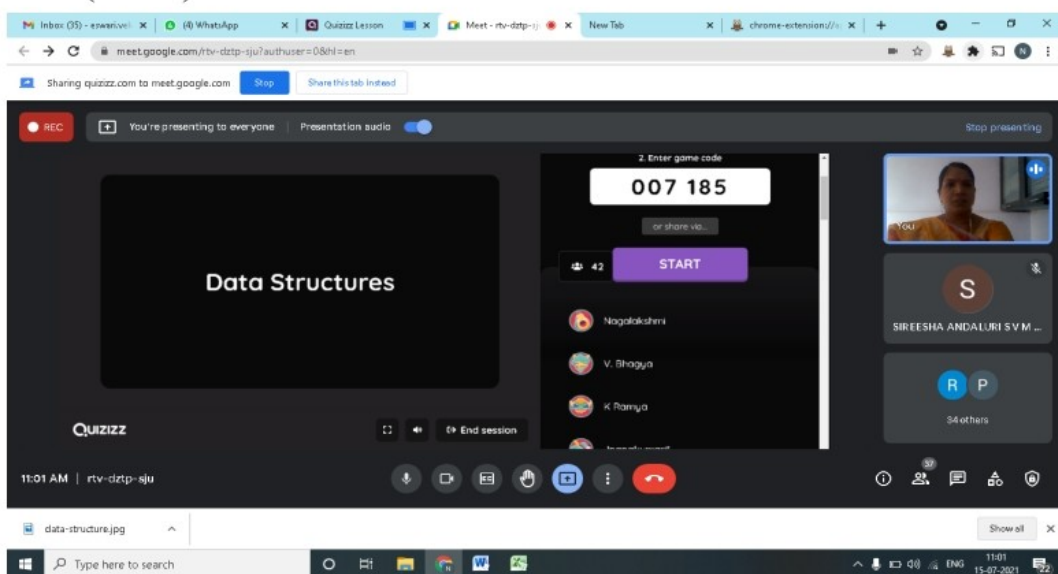 Inbox (35) - eswari.vel
(4) WhatsApp
Quizizz Lesson
Meet - rtv-dztp-sj
New Tab
chrome-extension://
meet.google.com/rtv-dztp-sju?authuser=0&hl=en
N
Sharing quizizz.com to meet.google.com
Stop
Share this tab instead
REC
You're presenting to everyone
Presentation audio
Stop presenting
2. Enter game code
007 185
or share via...
42
START
Data Structures
Nagalakshmi
V. Bhagya
K Ramya
Quizizz
End session
You
S
SIREESHA ANDALURI S V M ...
R P
34 others
11:01 AM | rtv-dztp-sju
37
data-structure.jpg
Show all
Type here to search
ENG
11:01
15-07-2021
22